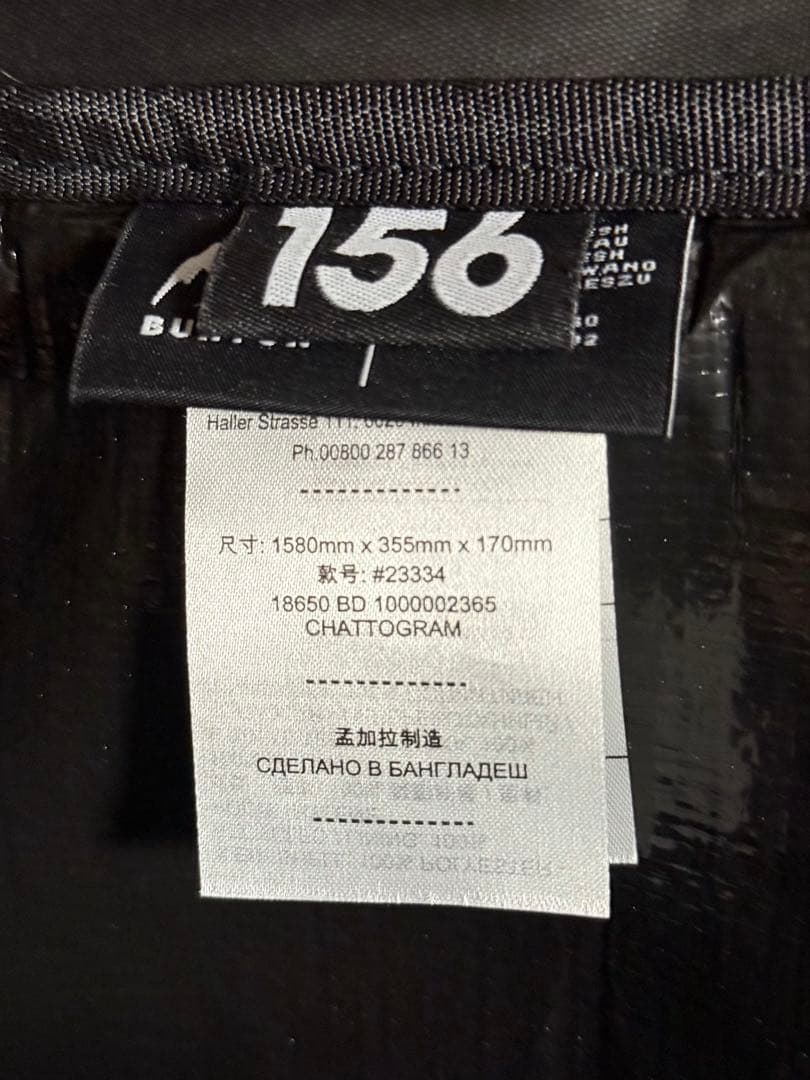 156
BU
Haller Strasse 111,
Ph.00800 287 866 13
尺寸: 1580mm x 355mm x 170mm
款号: #23334
18650 BD 1000002365
CHATTOGRAM
孟加拉制造
СДЕЛАНО В БАНГЛАДЕШ